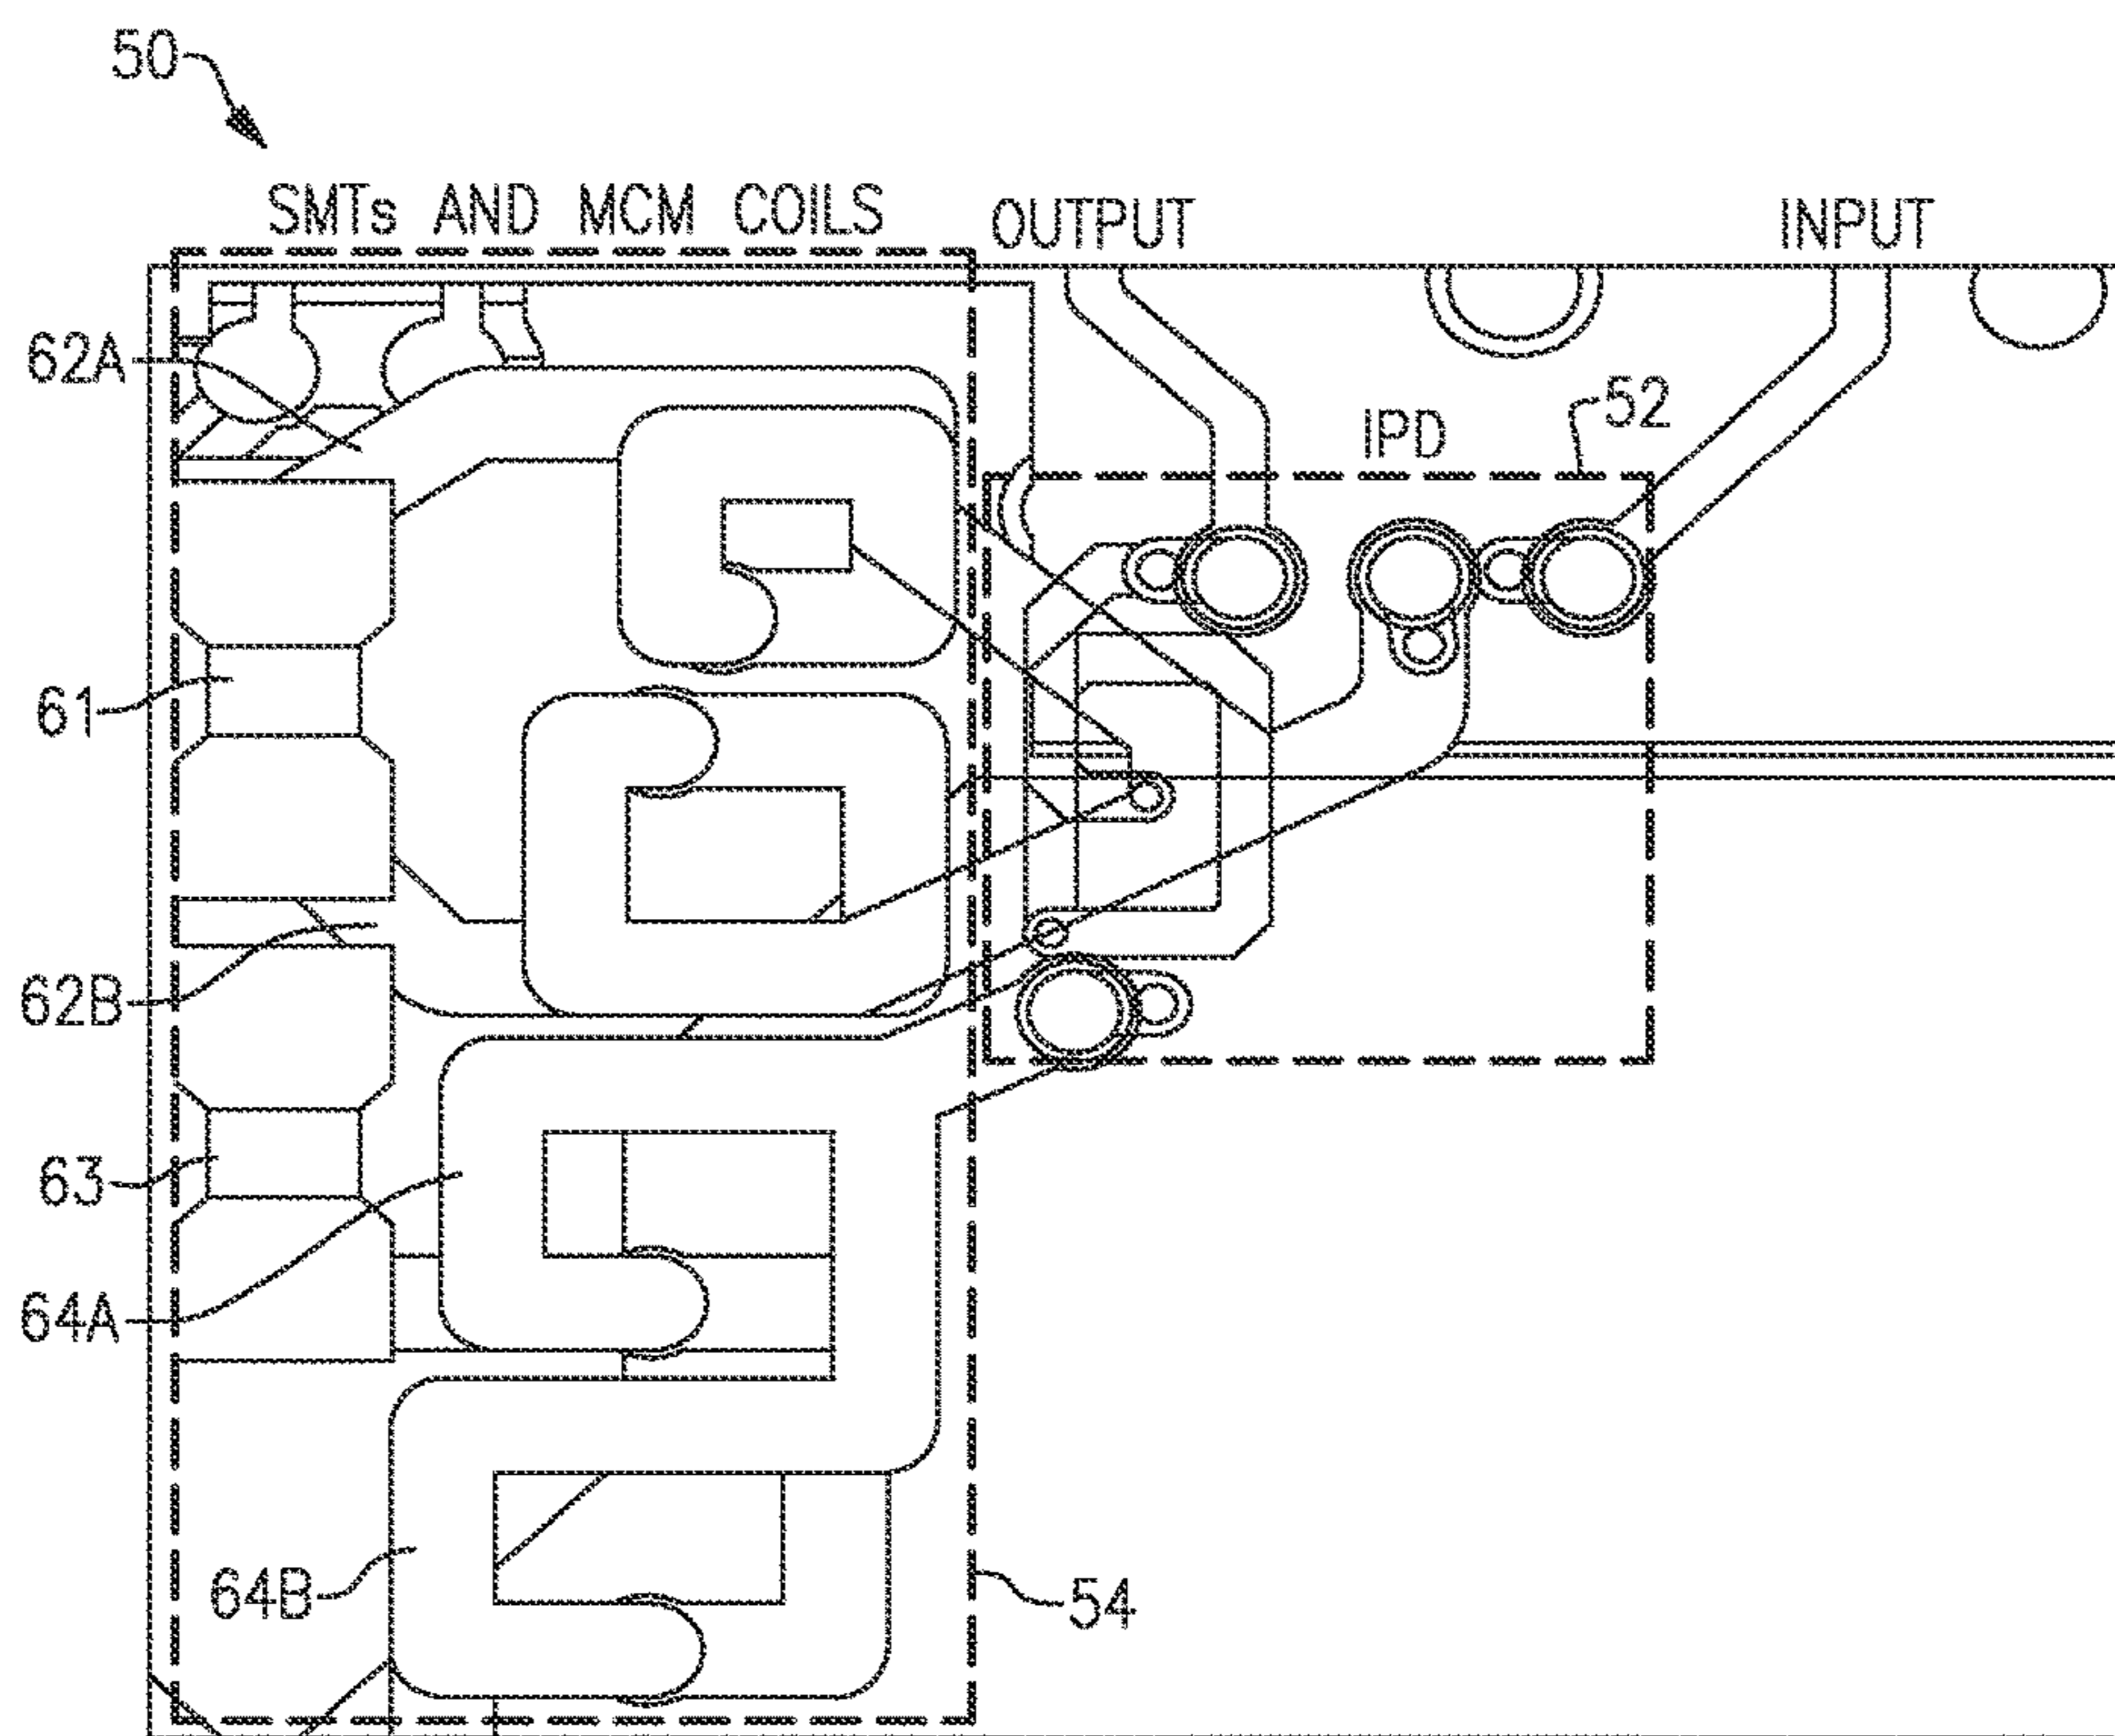 50
SMTs AND MCM COILS
OUTPUT
INPUT
62A
52
IPD
61
62B
63
64A
64B
54